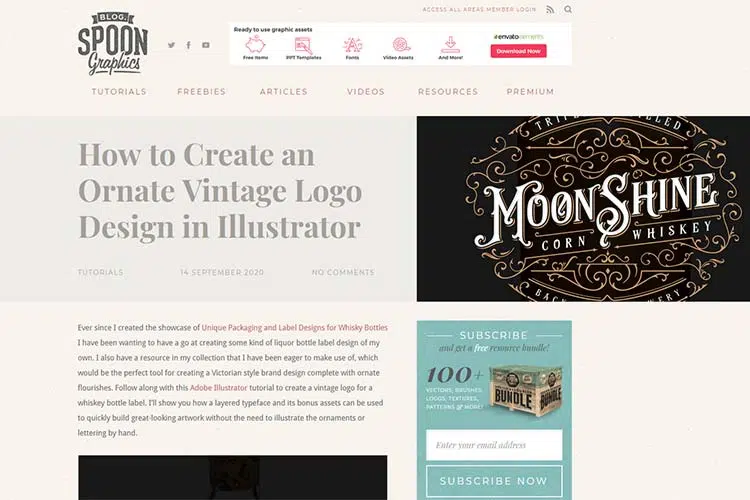 BLOG.
SPOON
Graphics
ACCESS ALL AREAS MEMBER LOGIN
Ready to use graphic assets
Free Items
PPT Templates
Fonts
Video Assets
And More!
envato elements
Download Now
TUTORIALS FREEBIES ARTICLES VIDEOS RESOURCES PREMIUM
How to Create an
Ornate Vintage Logo
Design in Illustrator
TUTORIALS 14 SEPTEMBER 2020 NO COMMENTS
MOONSHINE
CORN WHISKEY
Ever since I created the showcase of Unique Packaging and Label Designs for Whisky Bottles
I have been wanting to have a go at creating some kind of liquor bottle label design of my
own. I also have a resource in my collection that I have been eager to make use of, which
would be the perfect tool for creating a Victorian style brand design complete with ornate
flourishes. Follow along with this Adobe Illustrator tutorial to create a vintage logo for a
whiskey bottle label. I'll show you how a layered typeface and its bonus assets can be used
to quickly build great-looking artwork without the need to illustrate the ornaments or
lettering by hand.
SUBSCRIBE
and get a free resource bundle!
100+
VECTORS, BRUSHES,
LOGOS, TEXTURES,
PATTERNS & MORE!
BUNDLE
BUNDLE
Enter your email address
SUBSCRIBE NOW